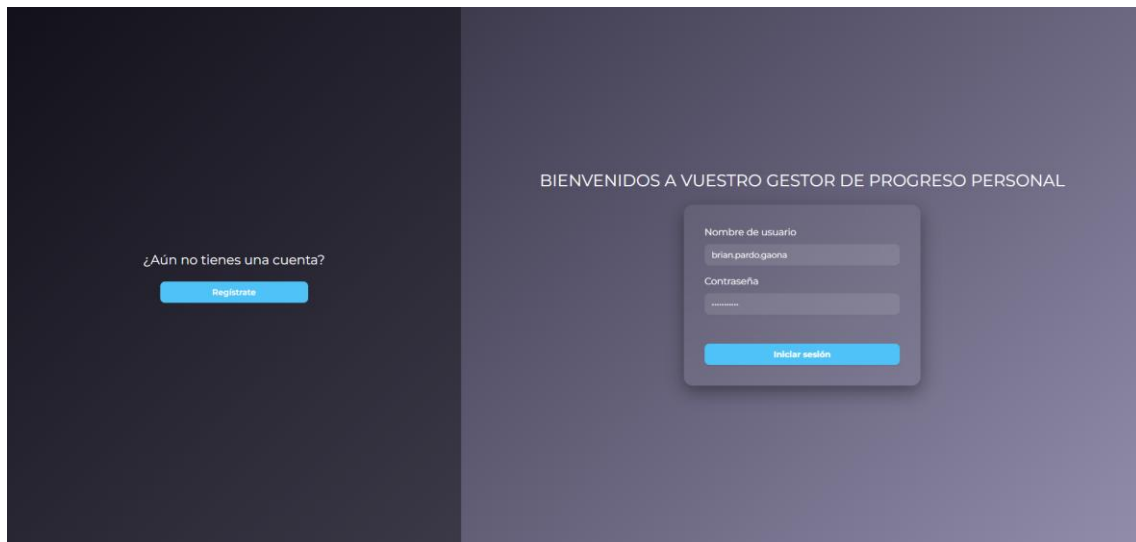 ¿Aún no tienes una cuenta?
Regístrate
BIENVENIDOS A VUESTRO GESTOR DE PROGRESO PERSONAL
Nombre de usuario
brian.pardo.gaona
Contraseña
Iniciar sesión